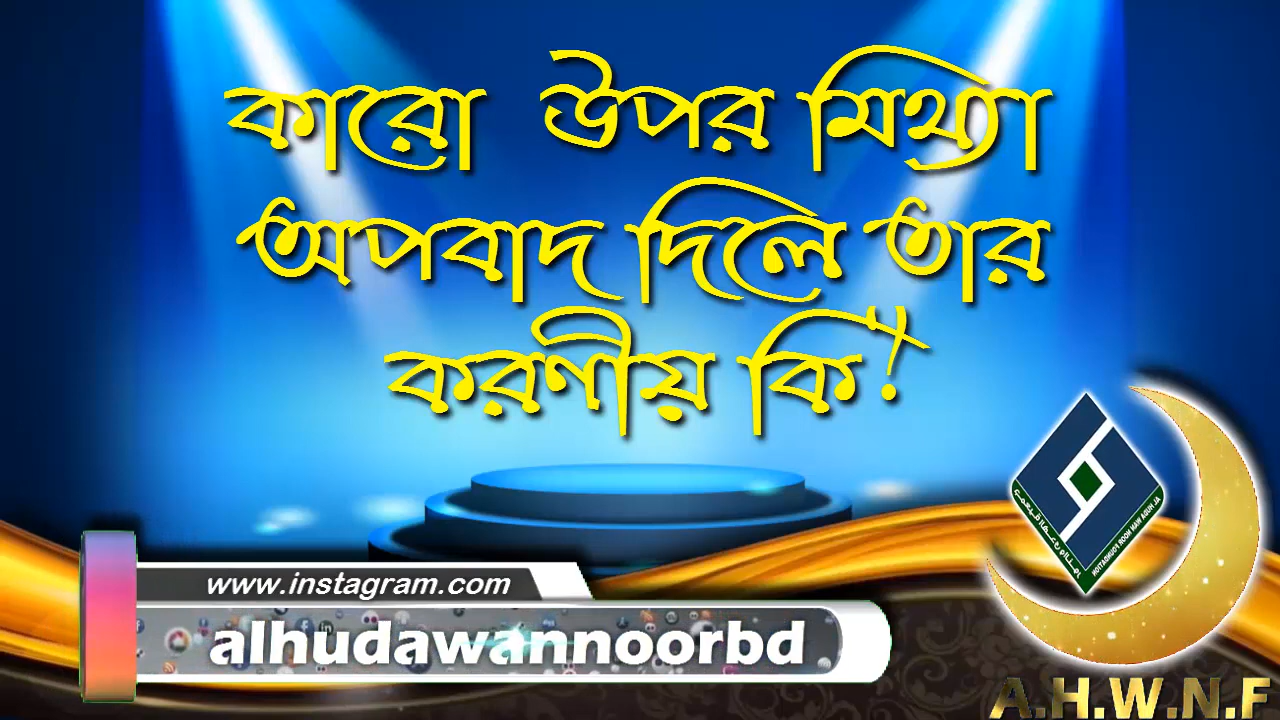 কারো উপর মিথ্যা
অপবাদ দিলে তার
করণীয় কি!
www.instagram.com
alhudawannoorbd
A.H.W.N.F